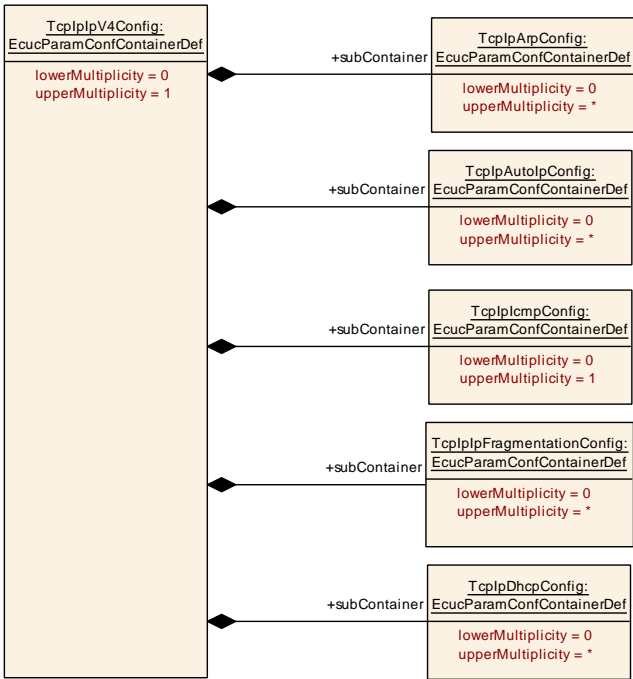 TcpIpIpV4Config:
EcucParamConfContainerDef
lowerMultiplicity = 0
upperMultiplicity = 1
+subContainer
TcpIpArpConfig:
EcucParamConfContainerDef
lowerMultiplicity = 0
upperMultiplicity = *
+subContainer
TcpIpAutoIpConfig:
EcucParamConfContainerDef
lowerMultiplicity = 0
upperMultiplicity = *
+subContainer
TcpIpIcmpConfig:
EcucParamConfContainerDef
lowerMultiplicity = 0
upperMultiplicity = 1
+subContainer
TcpIpIpFragmentationConfig:
EcucParamConfContainerDef
lowerMultiplicity = 0
upperMultiplicity = *
+subContainer
TcpIpDhcpConfig:
EcucParamConfContainerDef
lowerMultiplicity = 0
upperMultiplicity = *